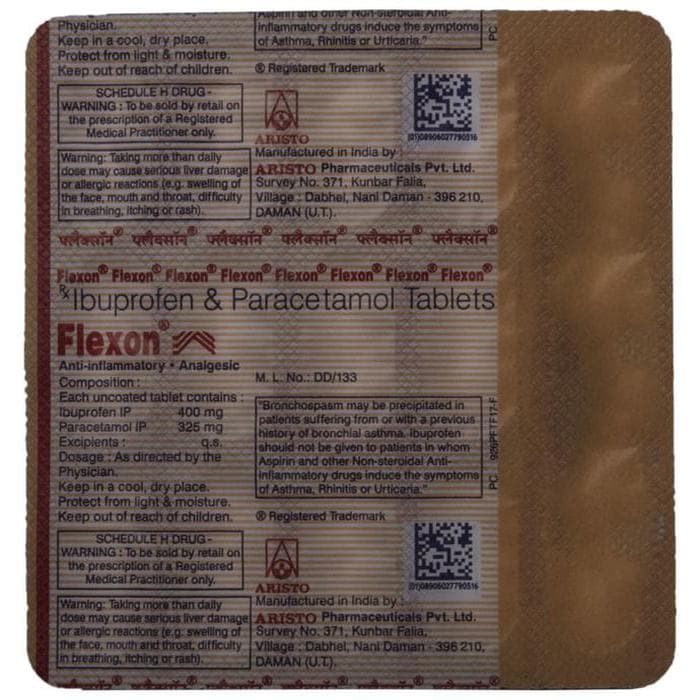 Physician.
Keep in a cool, dry place.
Protect from light & moisture.
Keep out of reach of children.
SCHEDULE H DRUG -
WARNING : To be sold by retail on
the prescription of a Registered
Medical Practitioner only.
Warning: Taking more than daily
dose may cause serious liver damage
or allergic reactions (e.g. swelling of
the face, mouth and throat, difficulty
in breathing, itching or rash).
Aspirin and other Non-steroidal Anti-
inflammatory drugs induce the symptoms
of Asthma, Rhinitis or Urticaria."
PC
® Registered Trademark
(01)08906027790316
ARISTO
Manufactured in India by :
ARISTO Pharmaceuticals Pvt. Ltd.
Survey No. 371, Kunbar Falia,
Village : Dabhel, Nani Daman - 396 210,
DAMAN (U.T.).
फ्लैक्सॉन® फ्लैक्सॉन® फ्लैक्सॉन® फ्लैक्सॉन® फ्लैक्सॉन® फ्लैक्सॉन®
Flexon® Flexon® Flexon® Flexon® Flexon® Flexon® Flexon® Flexon®
Rx Ibuprofen & Paracetamol Tablets
Flexon®
Anti-inflammatory • Analgesic
Composition :
Each uncoated tablet contains :
Ibuprofen IP 400 mg
Paracetamol IP 325 mg
Excipients : q.s.
Dosage : As directed by the
Physician.
Keep in a cool, dry place.
Protect from light & moisture.
Keep out of reach of children.
SCHEDULE H DRUG -
WARNING : To be sold by retail on
the prescription of a Registered
Medical Practitioner only.
Warning: Taking more than daily
dose may cause serious liver damage
or allergic reactions (e.g. swelling of
the face, mouth and throat, difficulty
in breathing, itching or rash).
M. L. No.: DD/133
"Bronchospasm may be precipitated in
patients suffering from or with a previous
history of bronchial asthma. Ibuprofen
should not be given to patients in whom
Aspirin and other Non-steroidal Anti-
inflammatory drugs induce the symptoms
of Asthma, Rhinitis or Urticaria."
PC
® Registered Trademark
(01)08906027790316
ARISTO
Manufactured in India by :
ARISTO Pharmaceuticals Pvt. Ltd.
Survey No. 371, Kunbar Falia,
Village : Dabhel, Nani Daman - 396 210,
DAMAN (U.T.).